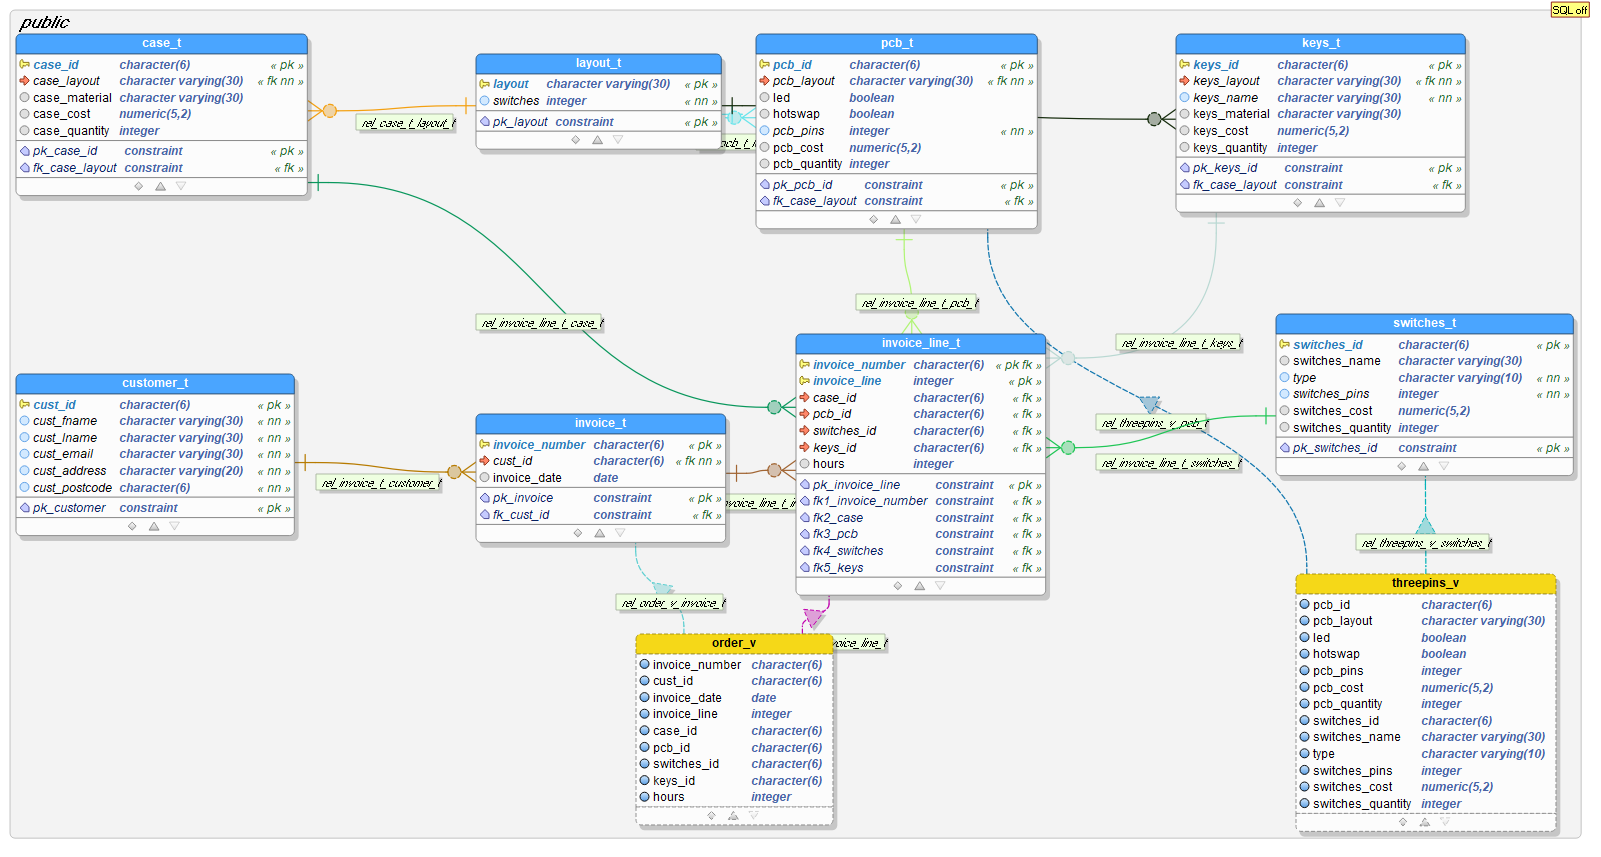 public
SQL off
case_t
case_id character(6) « pk »
case_layout character varying(30) « fk nn »
case_material character varying(30)
case_cost numeric(5,2)
case_quantity integer
pk_case_id constraint « pk »
fk_case_layout constraint « fk »
rel_case_t_layout_t
layout_t
layout character varying(30) « pk »
switches integer « nn »
pk_layout constraint « pk »
pcb_t
pcb_id character(6) « pk »
pcb_layout character varying(30) « fk nn »
led boolean
hotswap boolean
pcb_pins integer « nn »
pcb_cost numeric(5,2)
pcb_quantity integer
pk_pcb_id constraint « pk »
fk_case_layout constraint « fk »
keys_t
keys_id character(6) « pk »
keys_layout character varying(30) « fk nn »
keys_name character varying(30) « nn »
keys_material character varying(30)
keys_cost numeric(5,2)
keys_quantity integer
pk_keys_id constraint « pk »
fk_case_layout constraint « fk »
rel_invoice_line_t_pcb_t
rel_invoice_line_t_case_t
rel_invoice_line_t_keys_t
customer_t
cust_id character(6) « pk »
cust_fname character varying(30) « nn »
cust_lname character varying(30) « nn »
cust_email character varying(30) « nn »
cust_address character varying(20) « nn »
cust_postcode character(6) « nn »
pk_customer constraint « pk »
rel_invoice_t_customer_t
invoice_t
invoice_number character(6) « pk »
cust_id character(6) « fk nn »
invoice_date date
pk_invoice constraint « pk »
fk_cust_id constraint « fk »
invoice_line_t
invoice_number character(6) « pk fk »
invoice_line integer « pk »
case_id character(6) « fk »
pcb_id character(6) « fk »
switches_id character(6) « fk »
keys_id character(6) « fk »
hours integer
pk_invoice_line constraint « pk »
fk1_invoice_number constraint « fk »
fk2_case constraint « fk »
fk3_pcb constraint « fk »
fk4_switches constraint « fk »
fk5_keys constraint « fk »
rel_threepins_v_pcb_t
rel_invoice_line_t_switches_t
switches_t
switches_id character(6) « pk »
switches_name character varying(30)
type character varying(10) « nn »
switches_pins integer « nn »
switches_cost numeric(5,2)
switches_quantity integer
pk_switches_id constraint « pk »
rel_threepins_v_switches_t
rel_order_v_invoice_t
voice_line_t
order_v
invoice_number character(6)
cust_id character(6)
invoice_date date
invoice_line integer
case_id character(6)
pcb_id character(6)
switches_id character(6)
keys_id character(6)
hours integer
threepins_v
pcb_id character(6)
pcb_layout character varying(30)
led boolean
hotswap boolean
pcb_pins integer
pcb_cost numeric(5,2)
pcb_quantity integer
switches_id character(6)
switches_name character varying(30)
type character varying(10)
switches_pins integer
switches_cost numeric(5,2)
switches_quantity integer